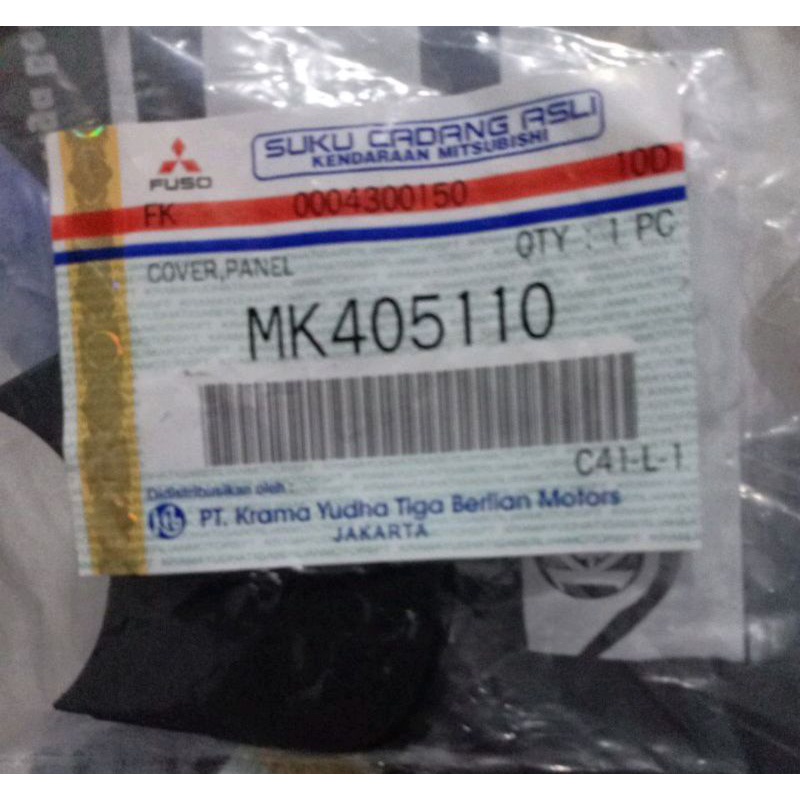 SUKU CADANG ASLI
KENDARAAN MITSUBISHI
FUSO
FK 0004300150 10D
QTY : 1 PC
COVER,PANEL
MK405110
C41-L-1
Didistribusikan oleh :
PT. Krama Yudha Tiga Berlian Motors
JAKARTA